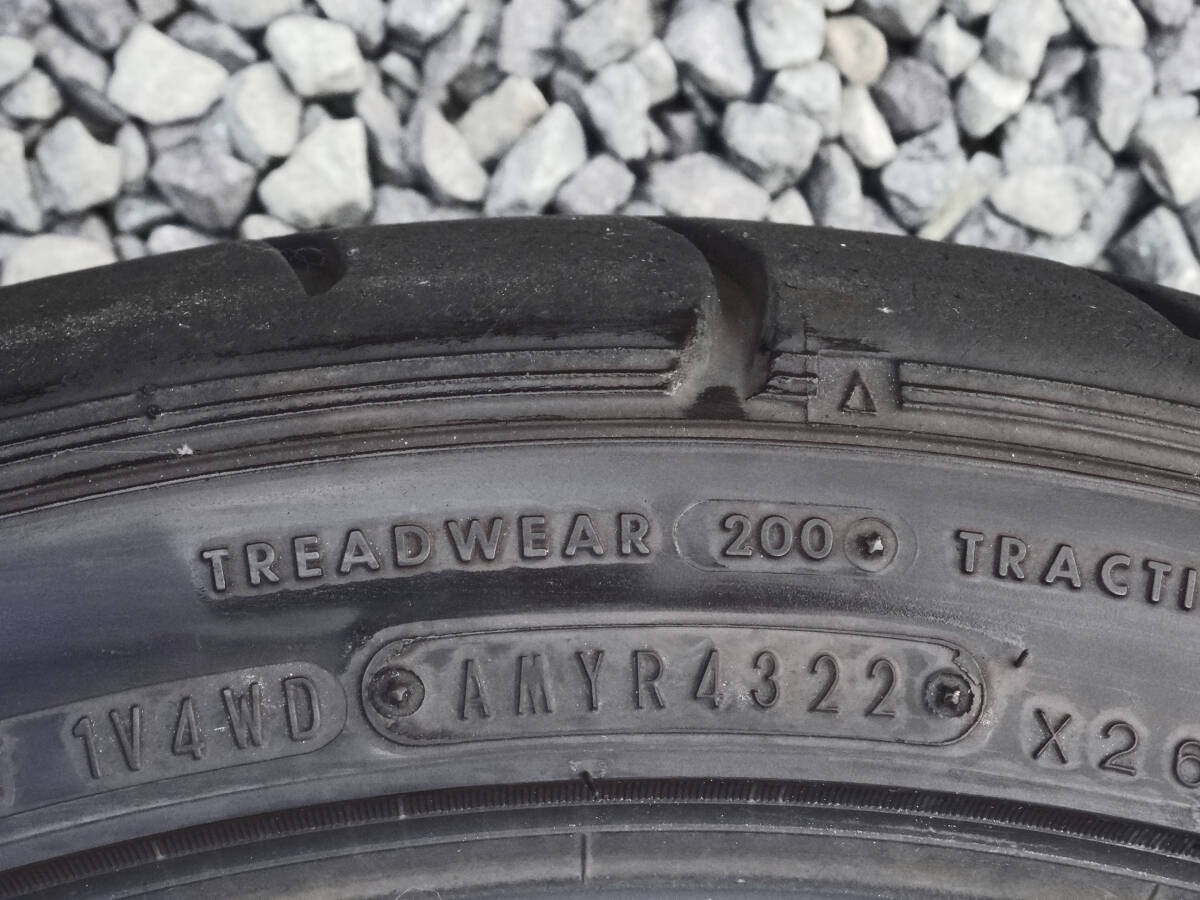 TREADWEAR 200 TRACTI
1V4WD AMYR4322 X26